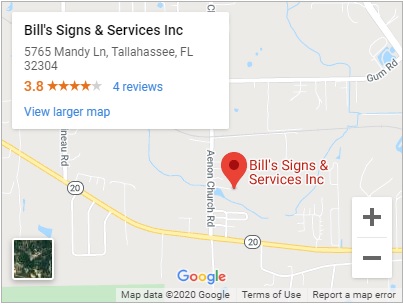 Bill's Signs & Services Inc
5765 Mandy Ln, Tallahassee, FL
32304
3.8
4 reviews
View larger map
Gum Rd
neau Rd
Aenon Church Rd
Bill's Signs &
Services Inc
20
20
Google
Map data ©2020 Google
Terms of Use
Report a map error